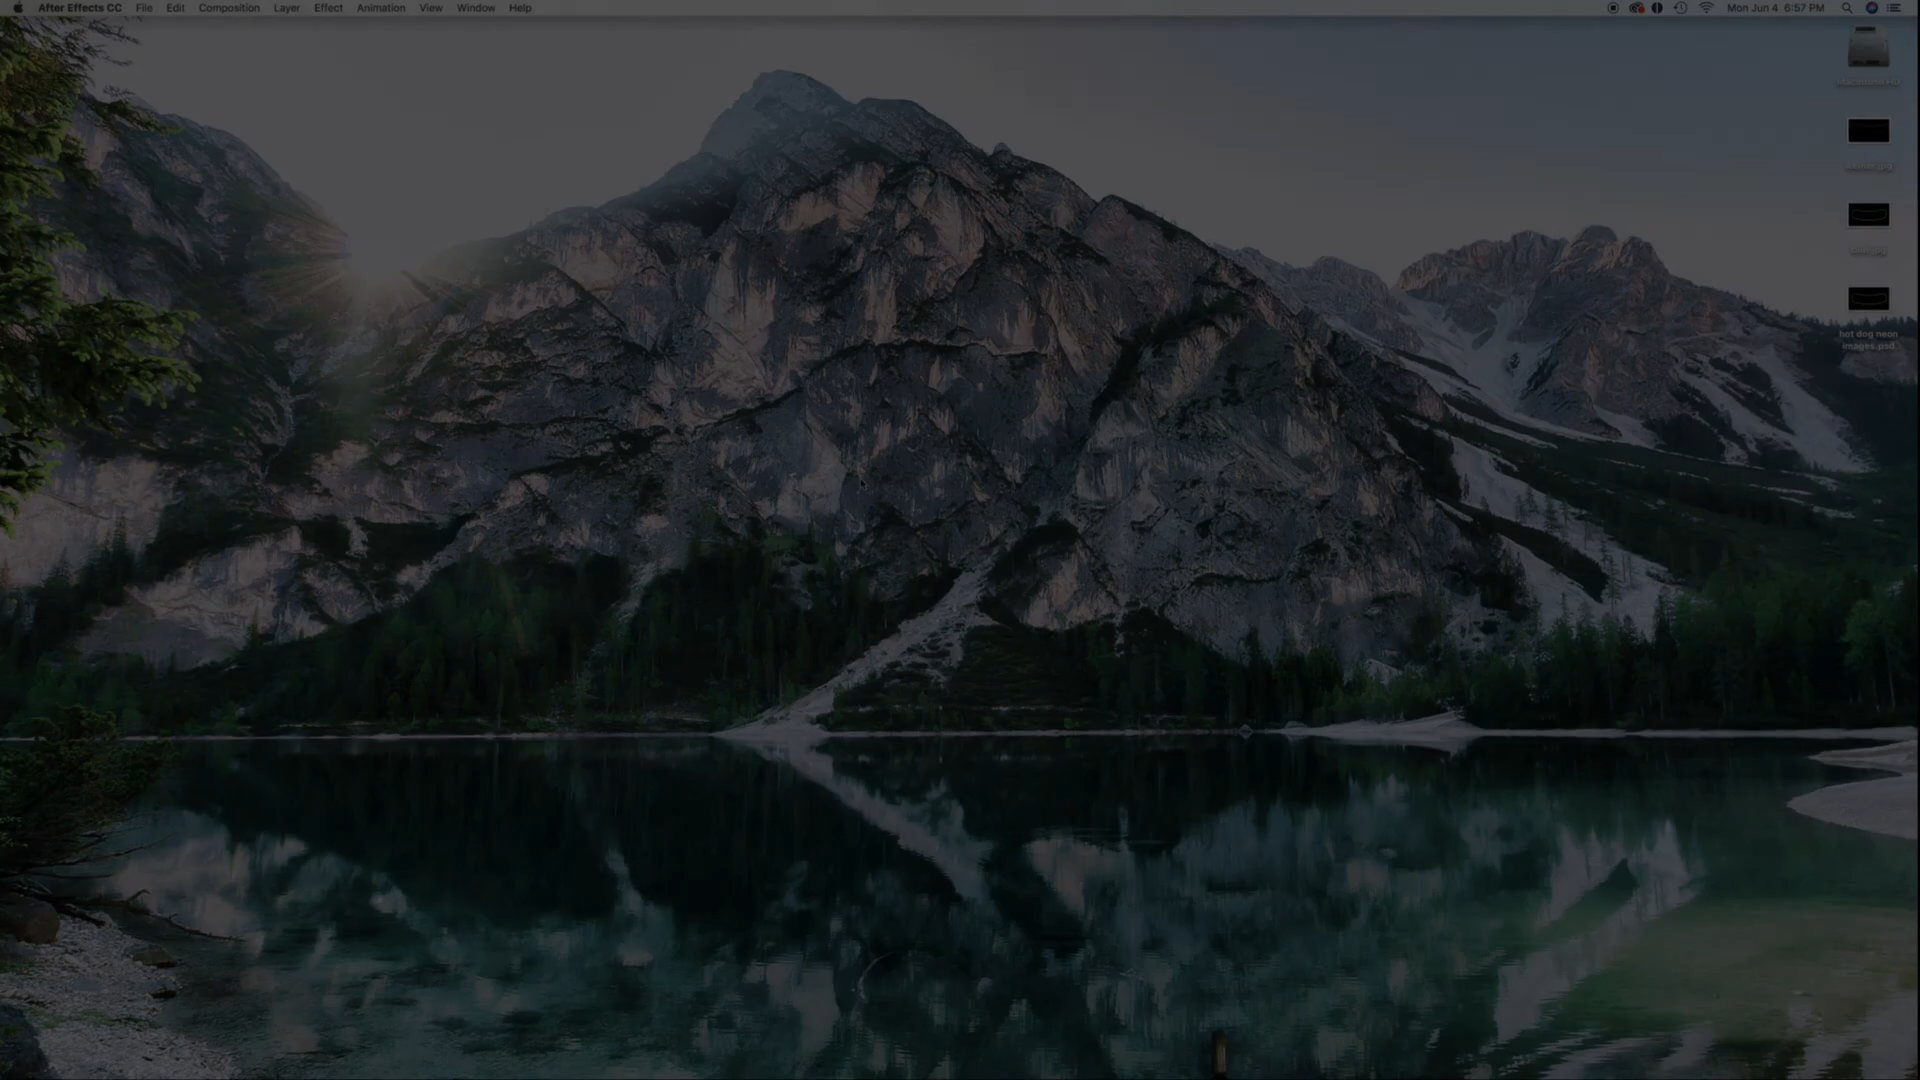 After Effects CC File Edit Composition Layer Effect Animation View Window Help Mon Jun 4 6:57 PM
hot dog neon
images.psd